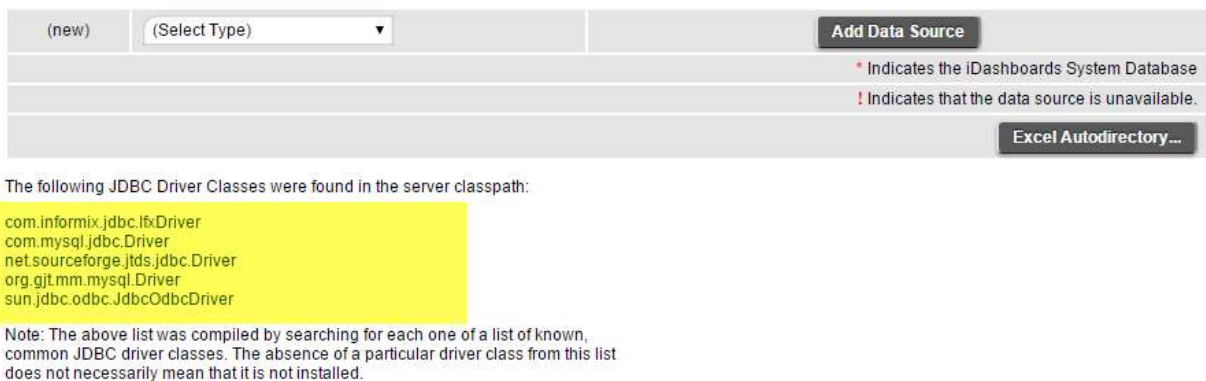 (new) (Select Type) Add Data Source
* Indicates the iDashboards System Database
! Indicates that the data source is unavailable.
Excel Autodirectory...
The following JDBC Driver Classes were found in the server classpath:
com.informix.jdbc.IfxDriver
com.mysql.jdbc.Driver
net.sourceforge.jtds.jdbc.Driver
org.gjt.mm.mysql.Driver
sun.jdbc.odbc.JdbcOdbcDriver
Note: The above list was compiled by searching for each one of a list of known,
common JDBC driver classes. The absence of a particular driver class from this list
does not necessarily mean that it is not installed.